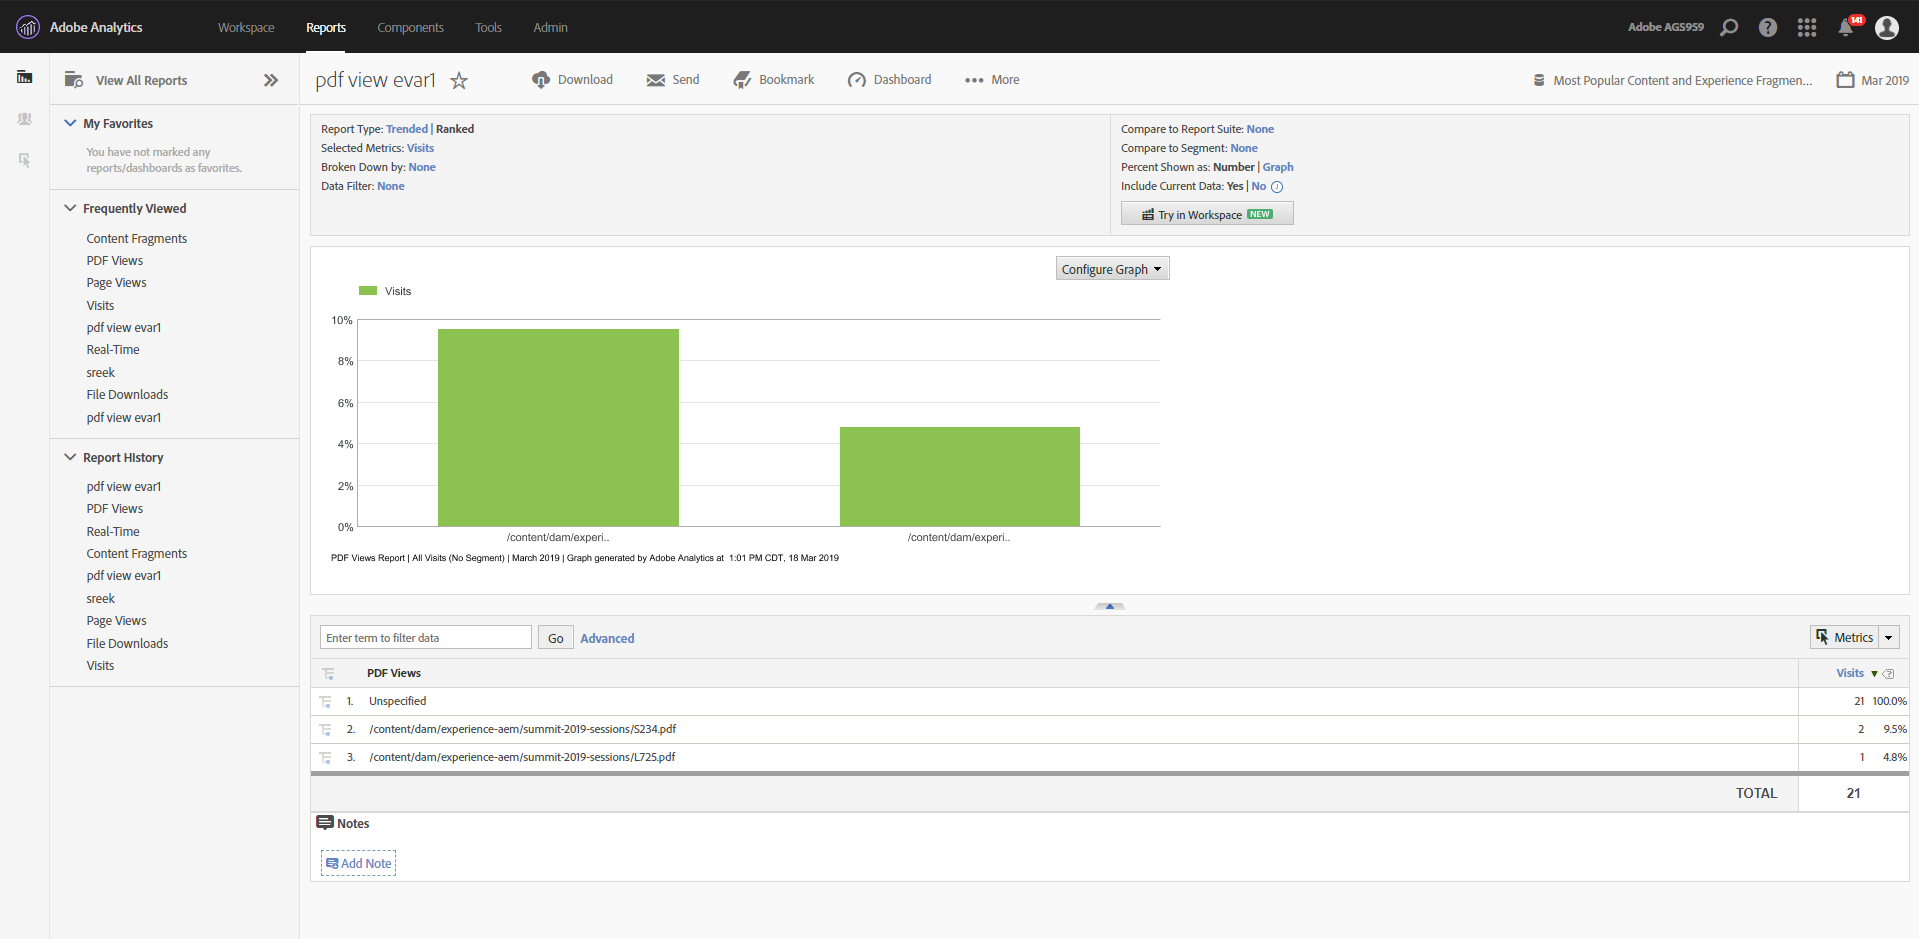 Adobe Analytics
Workspace
Reports
Components
Tools
Admin
Adobe AGS959
141
View All Reports
pdf view evar1
Download
Send
Bookmark
Dashboard
More
Most Popular Content and Experience Fragmen...
Mar 2019
My Favorites
You have not marked any
reports/dashboards as favorites.
Frequently Viewed
Content Fragments
PDF Views
Page Views
Visits
pdf view evar1
Real-Time
sreek
File Downloads
pdf view evar1
Report History
pdf view evar1
PDF Views
Real-Time
Content Fragments
pdf view evar1
sreek
Page Views
File Downloads
Visits
Report Type: Trended | Ranked
Selected Metrics: Visits
Broken Down by: None
Data Filter: None
Compare to Report Suite: None
Compare to Segment: None
Percent Shown as: Number | Graph
Include Current Data: Yes | No
Try in Workspace NEW
Configure Graph
Visits
10%
8%
6%
4%
2%
0%
/content/dam/experi..
/content/dam/experi..
PDF Views Report | All Visits (No Segment) | March 2019 | Graph generated by Adobe Analytics at 1:01 PM CDT, 18 Mar 2019
Enter term to filter data
Go
Advanced
Metrics
PDF Views
Visits
1. Unspecified 21 100.0%
2. /content/dam/experience-aem/summit-2019-sessions/S234.pdf 2 9.5%
3. /content/dam/experience-aem/summit-2019-sessions/L725.pdf 1 4.8%
TOTAL 21
Notes
Add Note